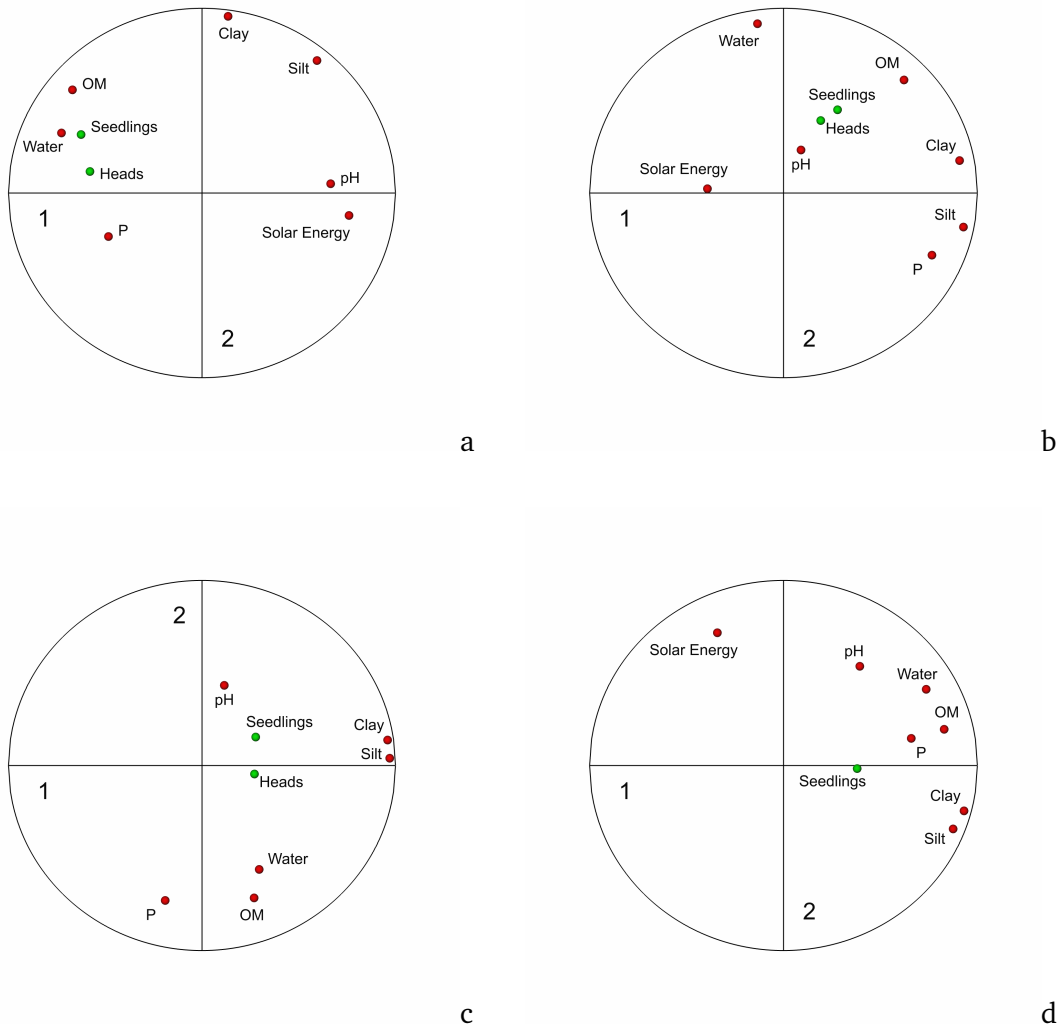 Clay
Silt
OM
Seedlings
Water
Heads
pH
1
P
Solar Energy
2
a
Water
OM
Seedlings
Heads
Clay
pH
Solar Energy
1
Silt
P
2
b
2
pH
Seedlings
Clay
Silt
1
Heads
Water
P
OM
c
Solar Energy
pH
Water
OM
P
1
Seedlings
Clay
Silt
2
d